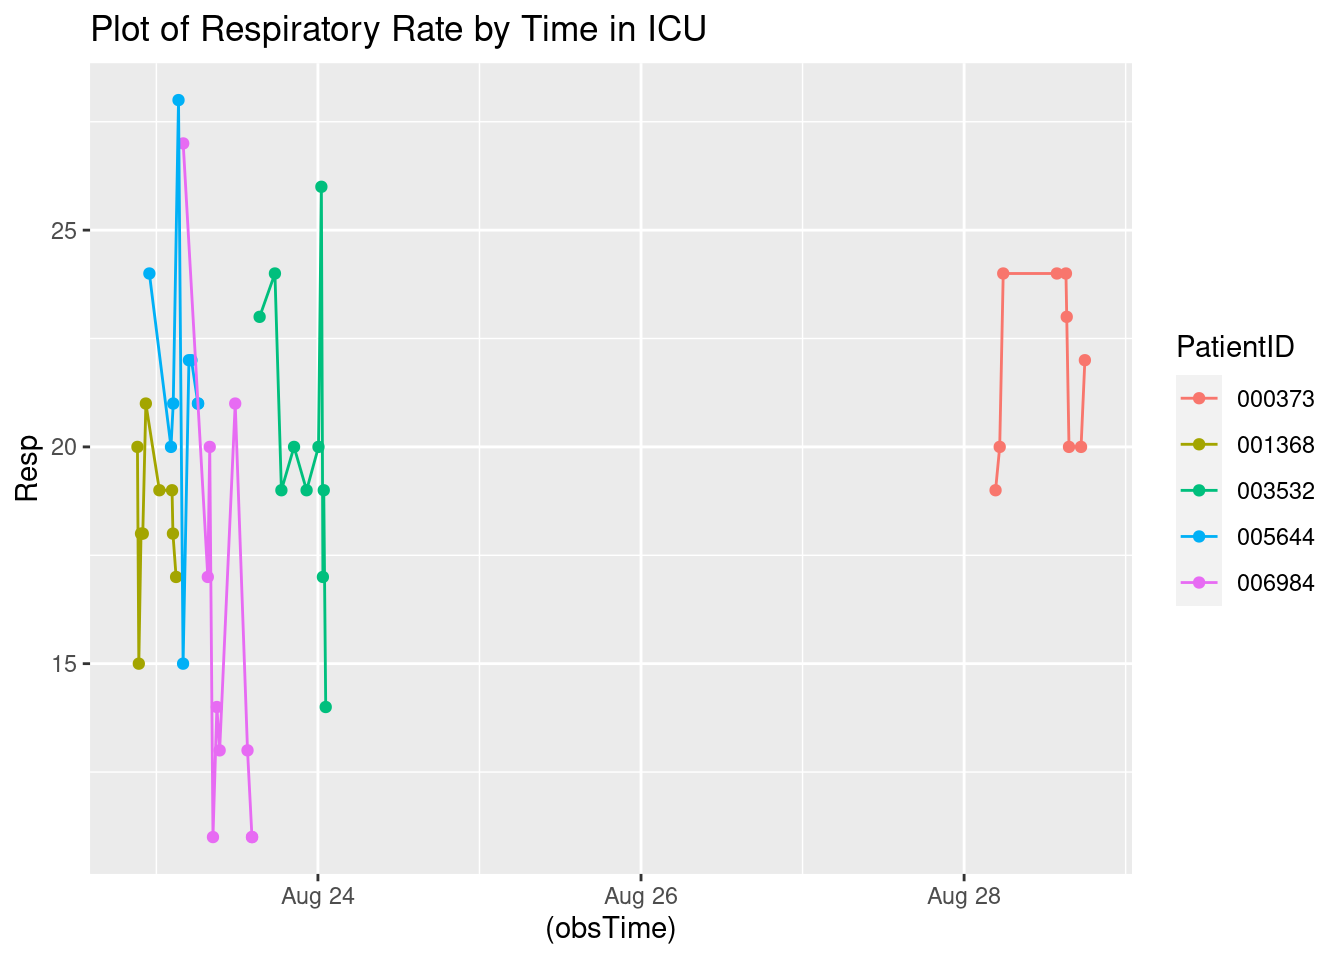 Plot of Respiratory Rate by Time in ICU
25
20
15
Resp
Aug 24
Aug 26
Aug 28
(obsTime)
PatientID
000373
001368
003532
005644
006984